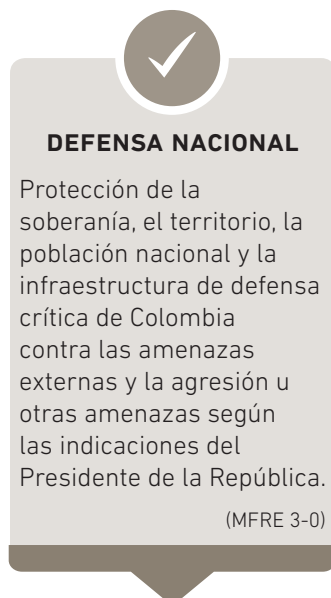 DEFENSA NACIONAL
Protección de la
soberanía, el territorio, la
población nacional y la
infraestructura de defensa
crítica de Colombia
contra las amenazas
externas y la agresión u
otras amenazas según
las indicaciones del
Presidente de la República.
(MFRE 3-0)